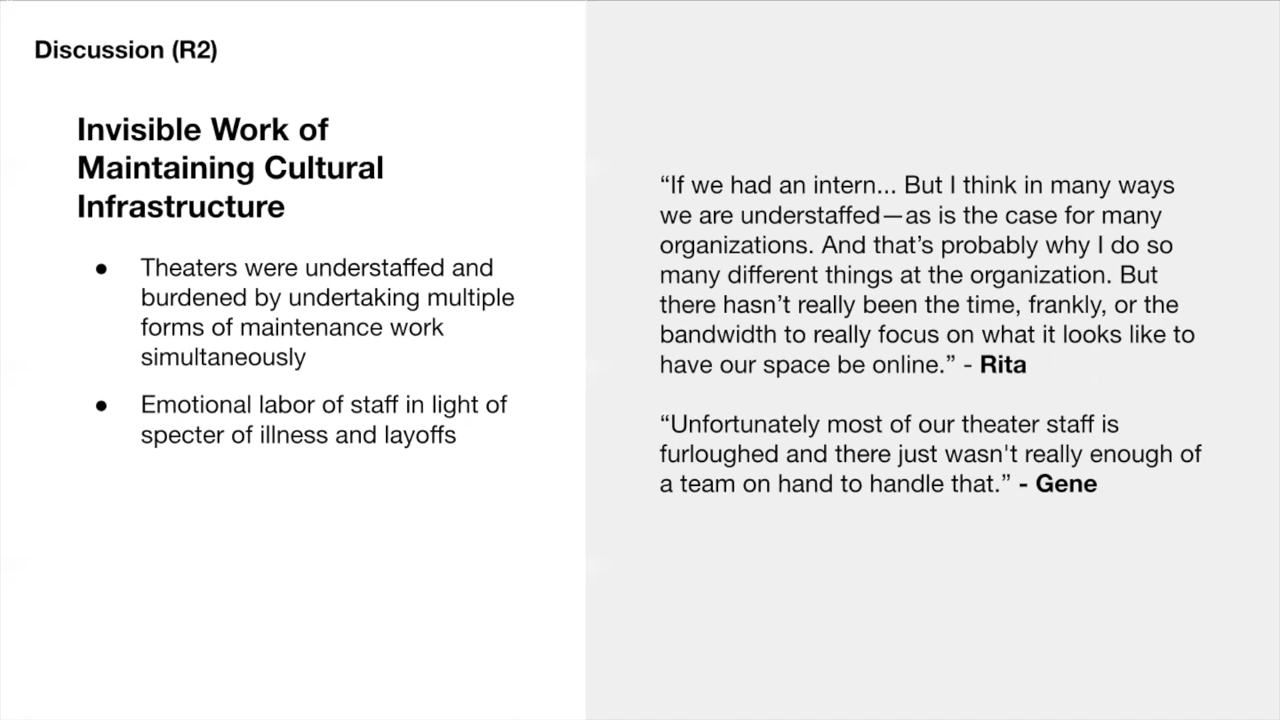 Discussion (R2)
Invisible Work of
Maintaining Cultural
Infrastructure
● Theaters were understaffed and
burdened by undertaking multiple
forms of maintenance work
simultaneously
● Emotional labor of staff in light of
specter of illness and layoffs
“If we had an intern... But I think in many ways
we are understaffed—as is the case for many
organizations. And that’s probably why I do so
many different things at the organization. But
there hasn’t really been the time, frankly, or the
bandwidth to really focus on what it looks like to
have our space be online.” - Rita
“Unfortunately most of our theater staff is
furloughed and there just wasn't really enough of
a team on hand to handle that.” - Gene